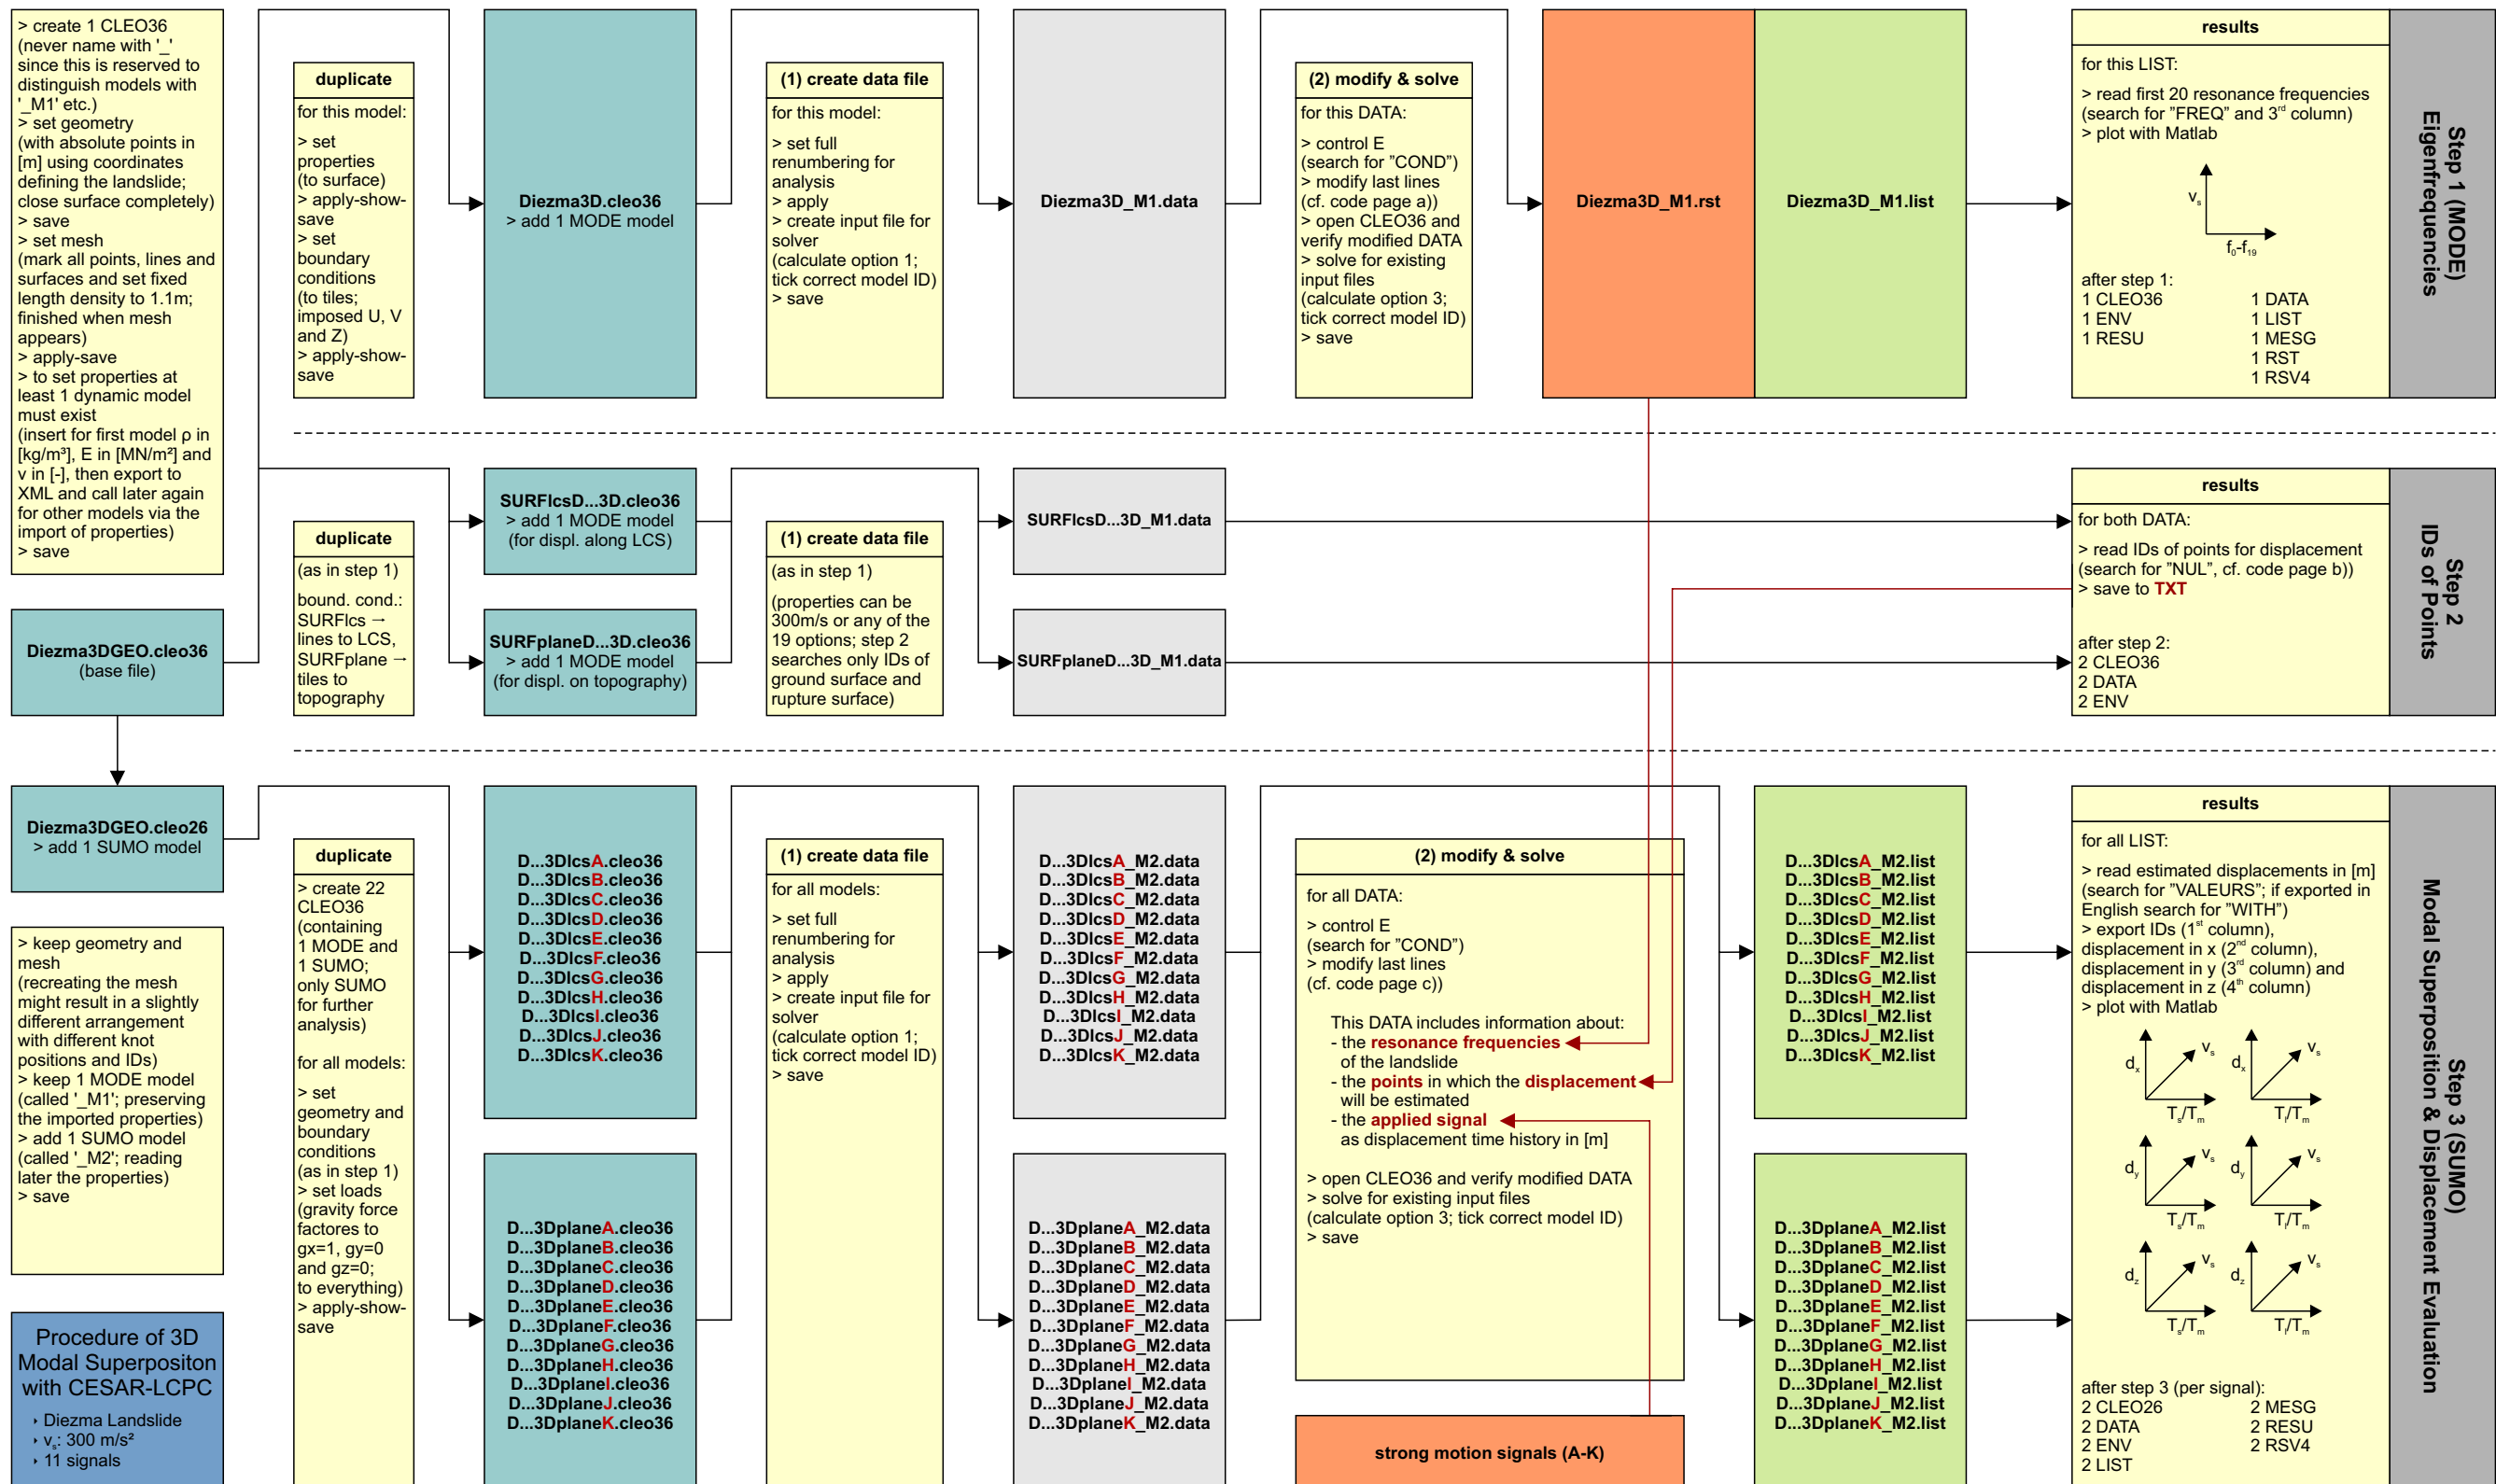 > create 1 CLEO36
(never name with '_'
since this is reserved to
distinguish models with
'_M1' etc.)
> set geometry
(with absolute points in
[m] using coordinates
defining the landslide;
close surface completely)
> save
> set mesh
(mark all points, lines and
surfaces and set fixed
length density to 1.1m;
finished when mesh
appears)
> apply-save
> to set properties at
least 1 dynamic model
must exist
(insert for first model ρ in
[kg/m³], E in [MN/m²] and
v in [-], then export to
XML and call later again
for other models via the
import of properties)
> save
Diezma3DGEO.cleo36
(base file)
Diezma3DGEO.cleo26
> add 1 SUMO model
> keep geometry and
mesh
(recreating the mesh
might result in a slightly
different arrangement
with different knot
positions and IDs)
> keep 1 MODE model
(called '_M1'; preserving
the imported properties)
> add 1 SUMO model
(called '_M2'; reading
later the properties)
> save
Procedure of 3D
Modal Superpositon
with CESAR-LCPC
‣ Diezma Landslide
‣ vs: 300 m/s²
‣ 11 signals
duplicate
for this model:
> set
properties
(to surface)
> apply-show-
save
> set
boundary
conditions
(to tiles;
imposed U, V
and Z)
> apply-show-
save
Diezma3D.cleo36
> add 1 MODE model
(1) create data file
for this model:
> set full
renumbering for
analysis
> apply
> create input file for
solver
(calculate option 1;
tick correct model ID)
> save
Diezma3D_M1.data
(2) modify & solve
for this DATA:
> control E
(search for ”COND”)
> modify last lines
(cf. code page a))
> open CLEO36 and
verify modified DATA
> solve for existing
input files
(calculate option 3;
tick correct model ID)
> save
Diezma3D_M1.rst
Diezma3D_M1.list
results
for this LIST:
> read first 20 resonance frequencies
(search for ”FREQ” and 3rd column)
> plot with Matlab
vs
f0-f19
after step 1:
1 CLEO36 1 DATA
1 ENV 1 LIST
1 RESU 1 MESG
1 RST
1 RSV4
Step 1 (MODE)
Eigenfrequencies
duplicate
(as in step 1)
bound. cond.:
SURFlcs →
lines to LCS,
SURFplane →
tiles to
topography
SURFlcsD...3D.cleo36
> add 1 MODE model
(for displ. along LCS)
SURFplaneD...3D.cleo36
> add 1 MODE model
(for displ. on topography)
(1) create data file
(as in step 1)
(properties can be
300m/s or any of the
19 options; step 2
searches only IDs of
ground surface and
rupture surface)
SURFlcsD...3D_M1.data
SURFplaneD...3D_M1.data
results
for both DATA:
> read IDs of points for displacement
(search for ”NUL”, cf. code page b))
> save to TXT
after step 2:
2 CLEO36
2 DATA
2 ENV
Step 2
IDs of Points
duplicate
> create 22
CLEO36
(containing
1 MODE and
1 SUMO;
only SUMO
for further
analysis)
for all models:
> set
geometry and
boundary
conditions
(as in step 1)
> set loads
(gravity force
factores to
gx=1, gy=0
and gz=0;
to everything)
> apply-show-
save
D...3DlcsA.cleo36
D...3DlcsB.cleo36
D...3DlcsC.cleo36
D...3DlcsD.cleo36
D...3DlcsE.cleo36
D...3DlcsF.cleo36
D...3DlcsG.cleo36
D...3DlcsH.cleo36
D...3DlcsI.cleo36
D...3DlcsJ.cleo36
D...3DlcsK.cleo36
D...3DplaneA.cleo36
D...3DplaneB.cleo36
D...3DplaneC.cleo36
D...3DplaneD.cleo36
D...3DplaneE.cleo36
D...3DplaneF.cleo36
D...3DplaneG.cleo36
D...3DplaneH.cleo36
D...3DplaneI.cleo36
D...3DplaneJ.cleo36
D...3DplaneK.cleo36
(1) create data file
for all models:
> set full
renumbering for
analysis
> apply
> create input file for
solver
(calculate option 1;
tick correct model ID)
> save
D...3DlcsA_M2.data
D...3DlcsB_M2.data
D...3DlcsC_M2.data
D...3DlcsD_M2.data
D...3DlcsE_M2.data
D...3DlcsF_M2.data
D...3DlcsG_M2.data
D...3DlcsH_M2.data
D...3DlcsI_M2.data
D...3DlcsJ_M2.data
D...3DlcsK_M2.data
D...3DplaneA_M2.data
D...3DplaneB_M2.data
D...3DplaneC_M2.data
D...3DplaneD_M2.data
D...3DplaneE_M2.data
D...3DplaneF_M2.data
D...3DplaneG_M2.data
D...3DplaneH_M2.data
D...3DplaneI_M2.data
D...3DplaneJ_M2.data
D...3DplaneK_M2.data
(2) modify & solve
for all DATA:
> control E
(search for ”COND”)
> modify last lines
(cf. code page c))
This DATA includes information about:
- the resonance frequencies
of the landslide
- the points in which the displacement
will be estimated
- the applied signal
as displacement time history in [m]
> open CLEO36 and verify modified DATA
> solve for existing input files
(calculate option 3; tick correct model ID)
> save
strong motion signals (A-K)
D...3DlcsA_M2.list
D...3DlcsB_M2.list
D...3DlcsC_M2.list
D...3DlcsD_M2.list
D...3DlcsE_M2.list
D...3DlcsF_M2.list
D...3DlcsG_M2.list
D...3DlcsH_M2.list
D...3DlcsI_M2.list
D...3DlcsJ_M2.list
D...3DlcsK_M2.list
D...3DplaneA_M2.list
D...3DplaneB_M2.list
D...3DplaneC_M2.list
D...3DplaneD_M2.list
D...3DplaneE_M2.list
D...3DplaneF_M2.list
D...3DplaneG_M2.list
D...3DplaneH_M2.list
D...3DplaneI_M2.list
D...3DplaneJ_M2.list
D...3DplaneK_M2.list
results
for all LIST:
> read estimated displacements in [m]
(search for ”VALEURS”; if exported in
English search for ”WITH”)
> export IDs (1st column),
displacement in x (2nd column),
displacement in y (3rd column) and
displacement in z (4th column)
> plot with Matlab
dx vs dx vs
Ts/Tm Tl/Tm
dy vs dy vs
Ts/Tm Tl/Tm
dz vs dz vs
Ts/Tm Tl/Tm
after step 3 (per signal):
2 CLEO26 2 MESG
2 DATA 2 RESU
2 ENV 2 RSV4
2 LIST
Step 3 (SUMO)
Modal Superposition & Displacement Evaluation